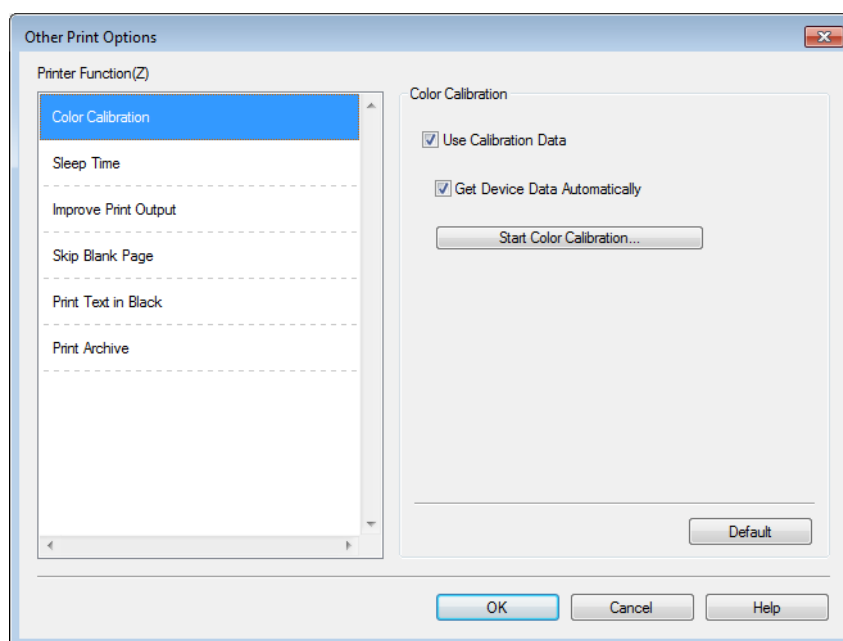 Other Print Options
Printer Function(Z)
Color Calibration
Sleep Time
Improve Print Output
Skip Blank Page
Print Text in Black
Print Archive
Color Calibration
Use Calibration Data
Get Device Data Automatically
Start Color Calibration...
Default
OK
Cancel
Help